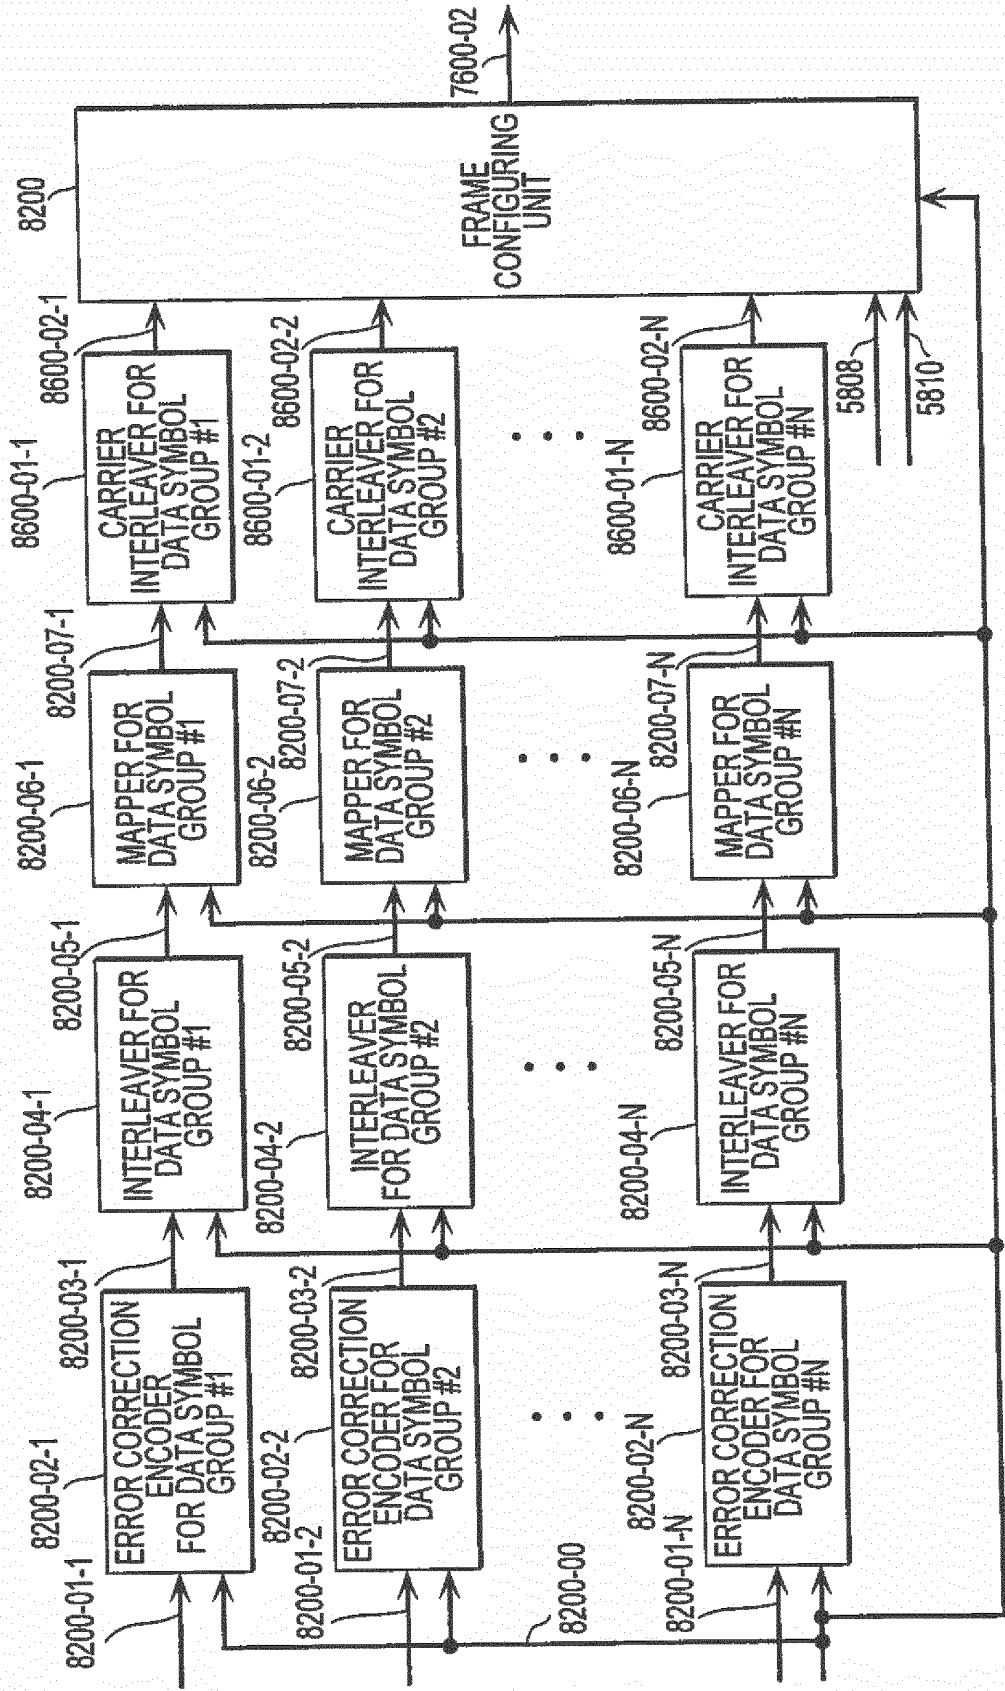 8200-01-1
8200-02-1
ERROR CORRECTION
ENCODER
FOR DATA SYMBOL
GROUP #1
8200-03-1
8200-04-1
INTERLEAVER FOR
DATA SYMBOL
GROUP #1
8200-05-1
8200-06-1
MAPPER FOR
DATA SYMBOL
GROUP #1
8200-07-1
8600-01-1
CARRIER
INTERLEAVER FOR
DATA SYMBOL
GROUP #1
8600-02-1
8200
FRAME
CONFIGURING
UNIT
7600-02
8200-01-2
8200-02-2
ERROR CORRECTION
ENCODER FOR
DATA SYMBOL
GROUP #2
8200-03-2
8200-04-2
INTERLEAVER
FOR DATA SYMBOL
GROUP #2
8200-05-2
8200-06-2
MAPPER FOR
DATA SYMBOL
GROUP #2
8200-07-2
8600-01-2
CARRIER
INTERLEAVER FOR
DATA SYMBOL
GROUP #2
8600-02-2
8200-00
8200-01-N
8200-02-N
ERROR CORRECTION
ENCODER FOR
DATA SYMBOL
GROUP #N
8200-03-N
8200-04-N
INTERLEAVER FOR
DATA SYMBOL
GROUP #N
8200-05-N
8200-06-N
MAPPER FOR
DATA SYMBOL
GROUP #N
8200-07-N
8600-01-N
CARRIER
INTERLEAVER FOR
DATA SYMBOL
GROUP #N
8600-02-N
5808
5810